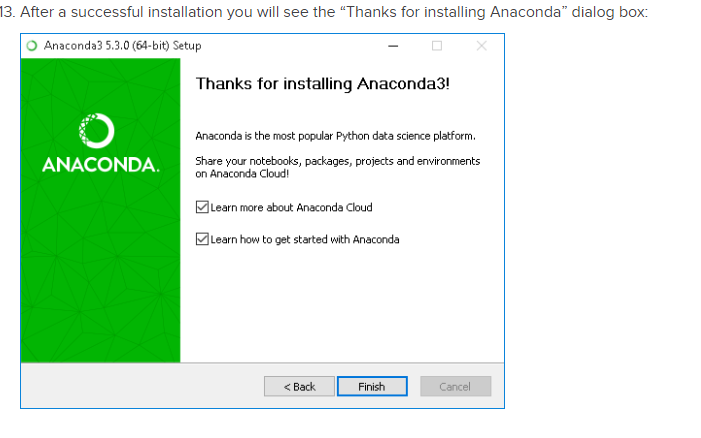 13. After a successful installation you will see the “Thanks for installing Anaconda” dialog box:
Anaconda3 5.3.0 (64-bit) Setup
Thanks for installing Anaconda3!
ANACONDA.
Anaconda is the most popular Python data science platform.
Share your notebooks, packages, projects and environments
on Anaconda Cloud!
Learn more about Anaconda Cloud
Learn how to get started with Anaconda
< Back
Finish
Cancel